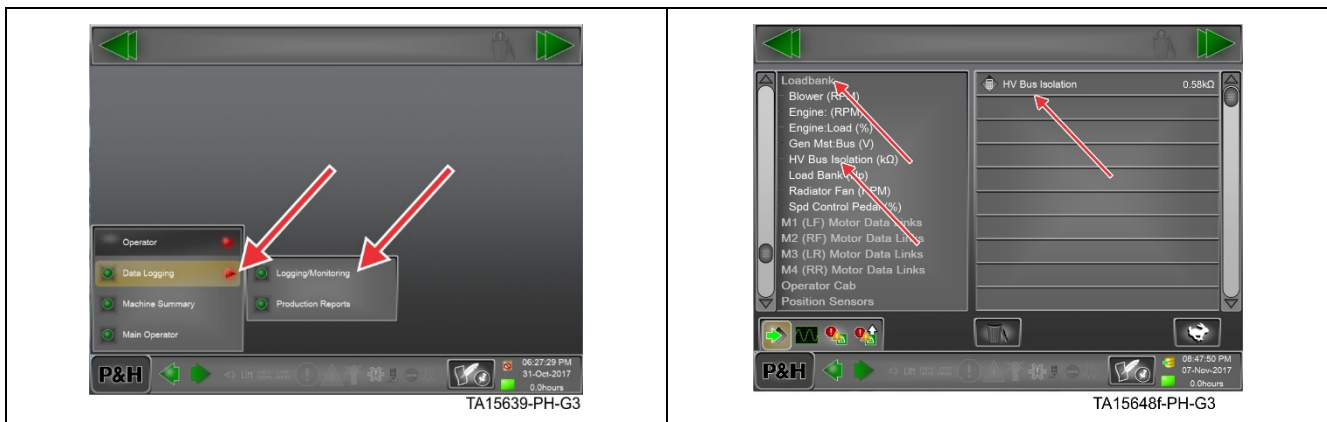 Operator
Data Logging
Logging/Monitoring
Machine Summary
Production Reports
Main Operator
P&H
LIM
06:27:29 PM
31-Oct-2017
0.0hours
TA15639-PH-G3
Loadbank
HV Bus Isolation 0.58kΩ
Blower (RPM)
Engine: (RPM)
Engine:Load (%)
Gen Mst:Bus (V)
HV Bus Isolation (kΩ)
Load Bank (Hp)
Radiator Fan (RPM)
Spd Control Pedal (%)
M1 (LF) Motor Data Links
M2 (RF) Motor Data Links
M3 (LR) Motor Data Links
M4 (RR) Motor Data Links
Operator Cab
Position Sensors
P&H
LIM
08:47:50 PM
07-Nov-2017
0.0hours
TA15648f-PH-G3